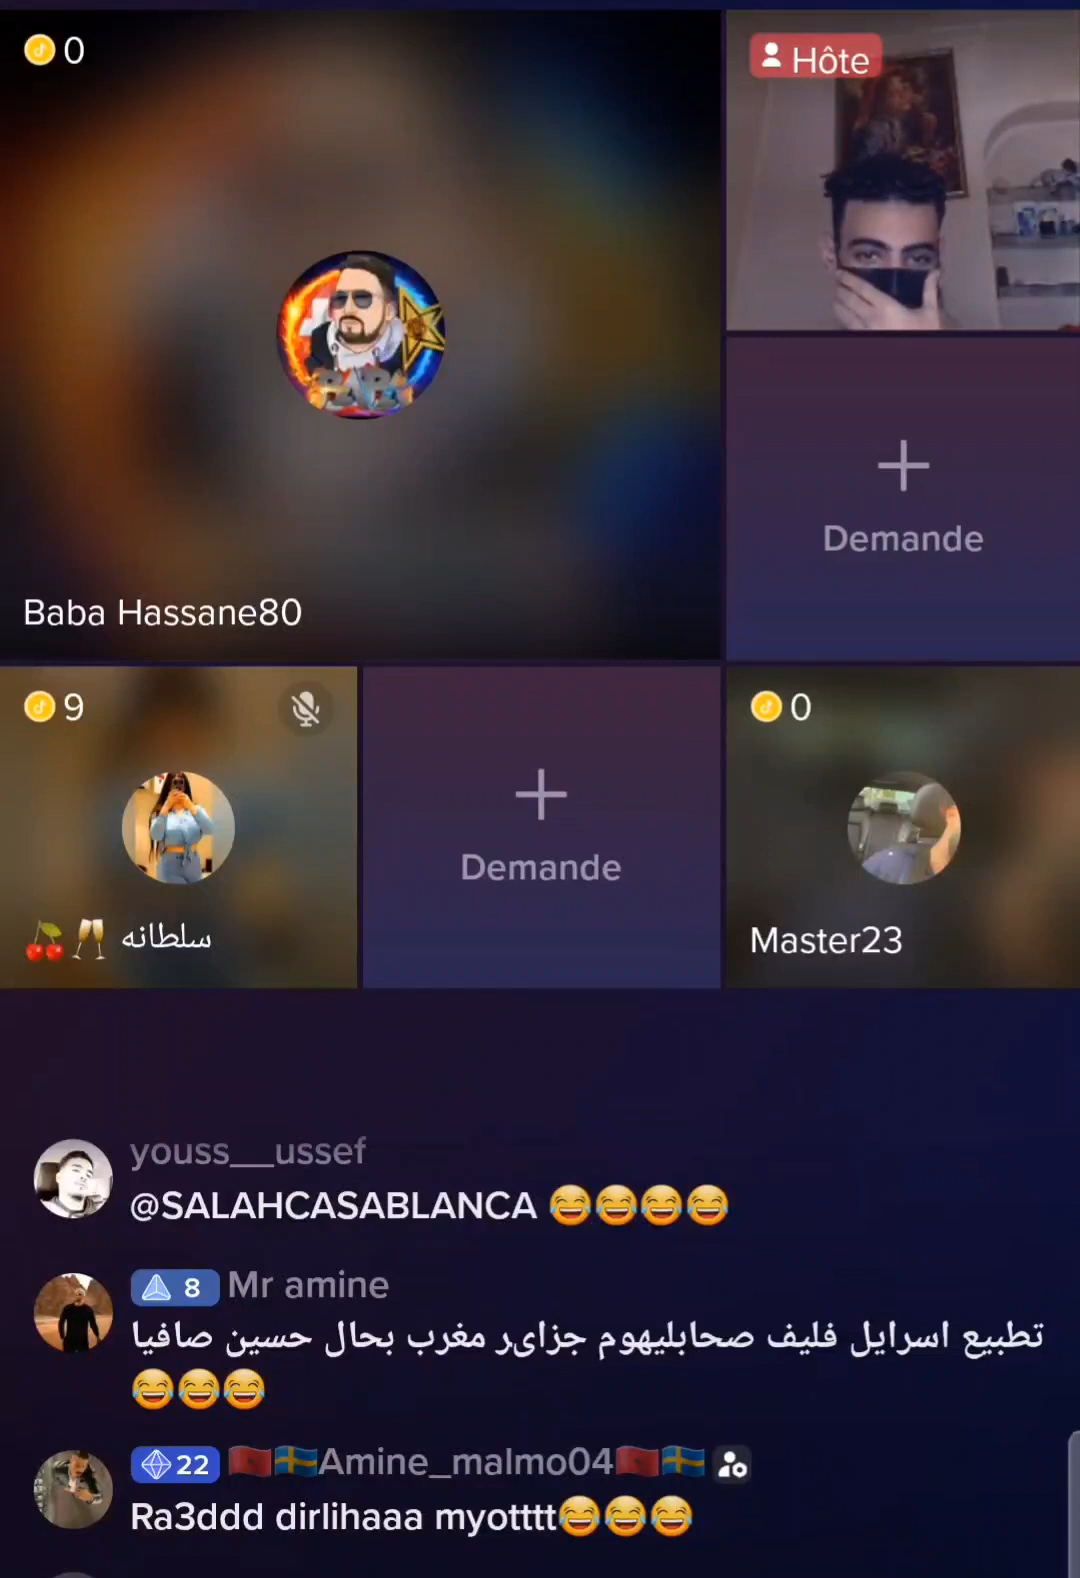 0
Hôte
Demande
Baba Hassane80
9
0
Demande
سلطانه
Master23
youss__ussef
@SALAHCASABLANCA 😂😂😂😂
8 Mr amine
تطبيع اسرايل فليف صحابليهوم جزاىر مغرب بحال حسين صافيا
😂😂😂
22 🇲🇦🇸🇪Amine_malmo04🇲🇦🇸🇪
Ra3ddd dirlihaaa myotttt😂😂😂